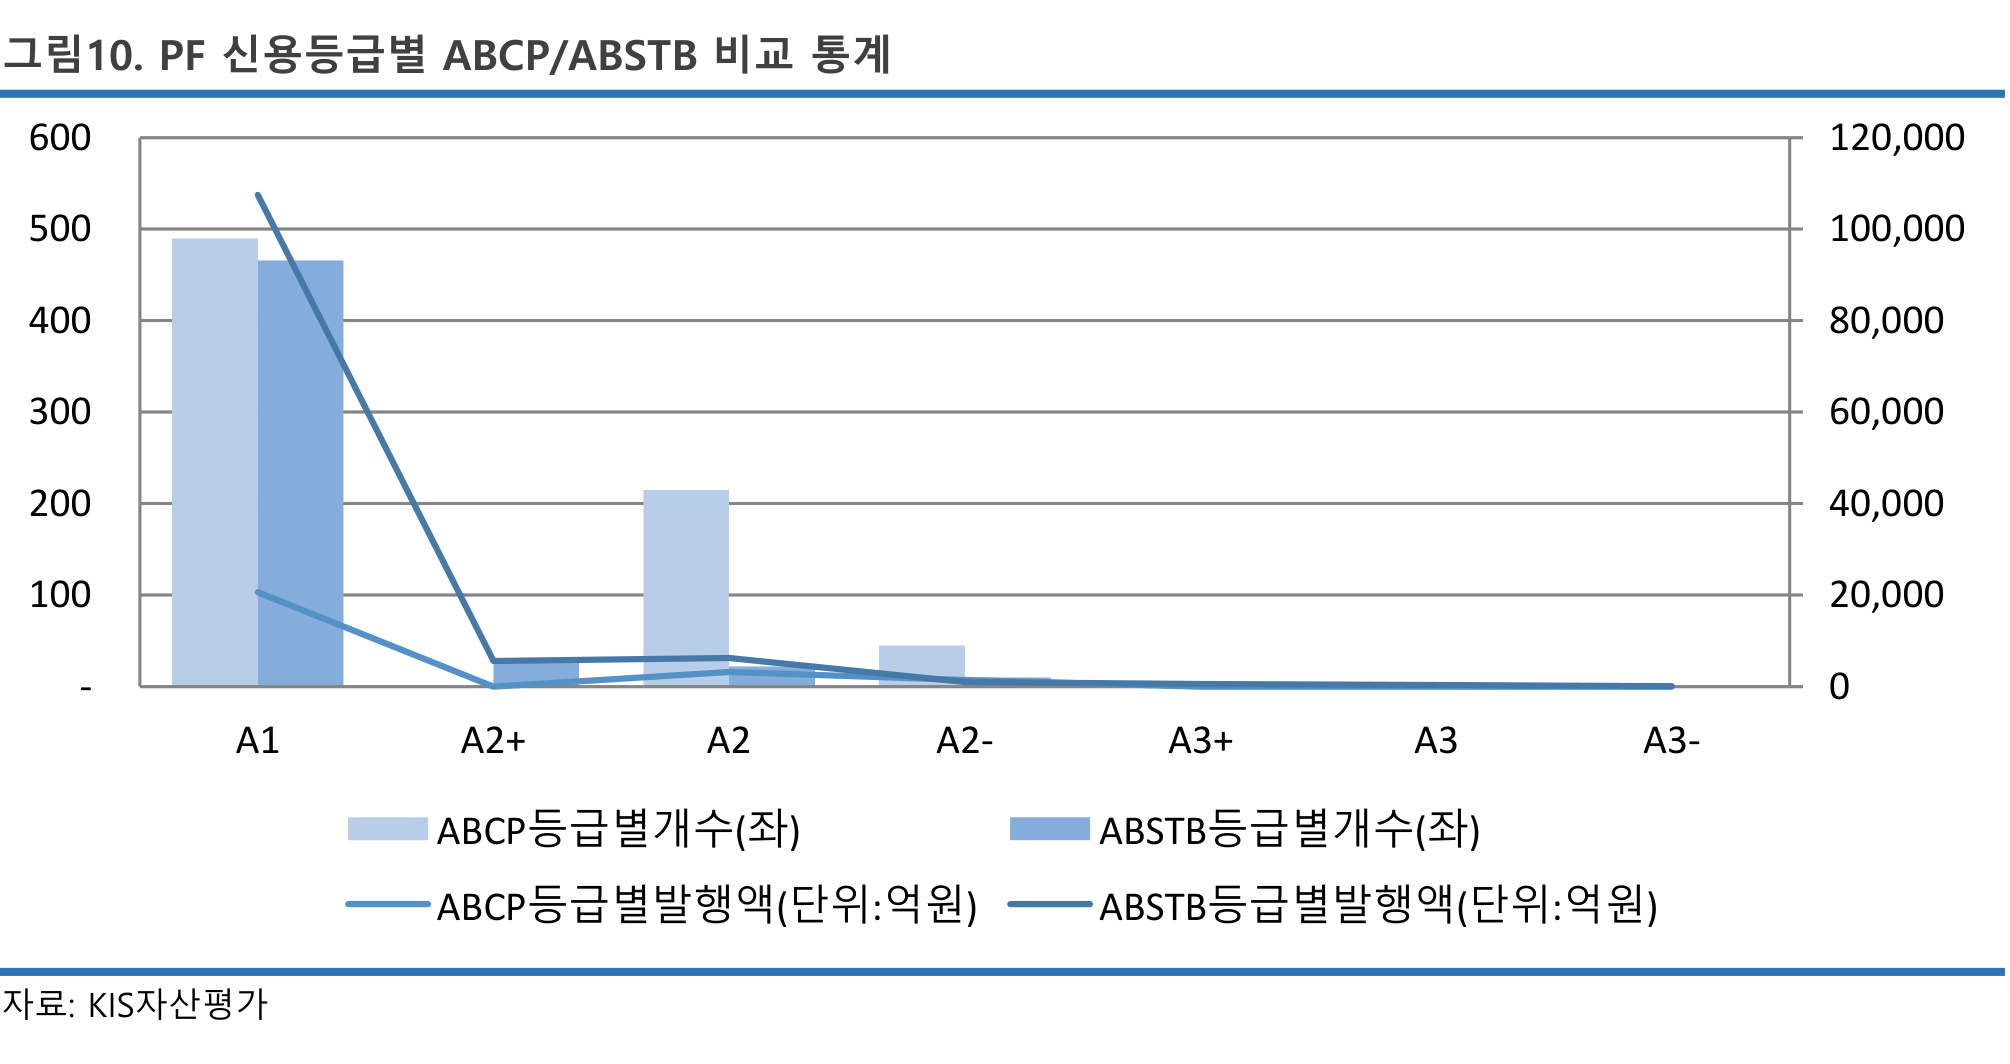 그림10. PF 신용등급별 ABCP/ABSTB 비교 통계
600 120,000
500 100,000
400 80,000
300 60,000
200 40,000
100 20,000
- 0
A1 A2+ A2 A2- A3+ A3 A3-
ABCP등급별개수(좌) ABSTB등급별개수(좌)
ABCP등급별발행액(단위:억원) ABSTB등급별발행액(단위:억원)
자료: KIS자산평가